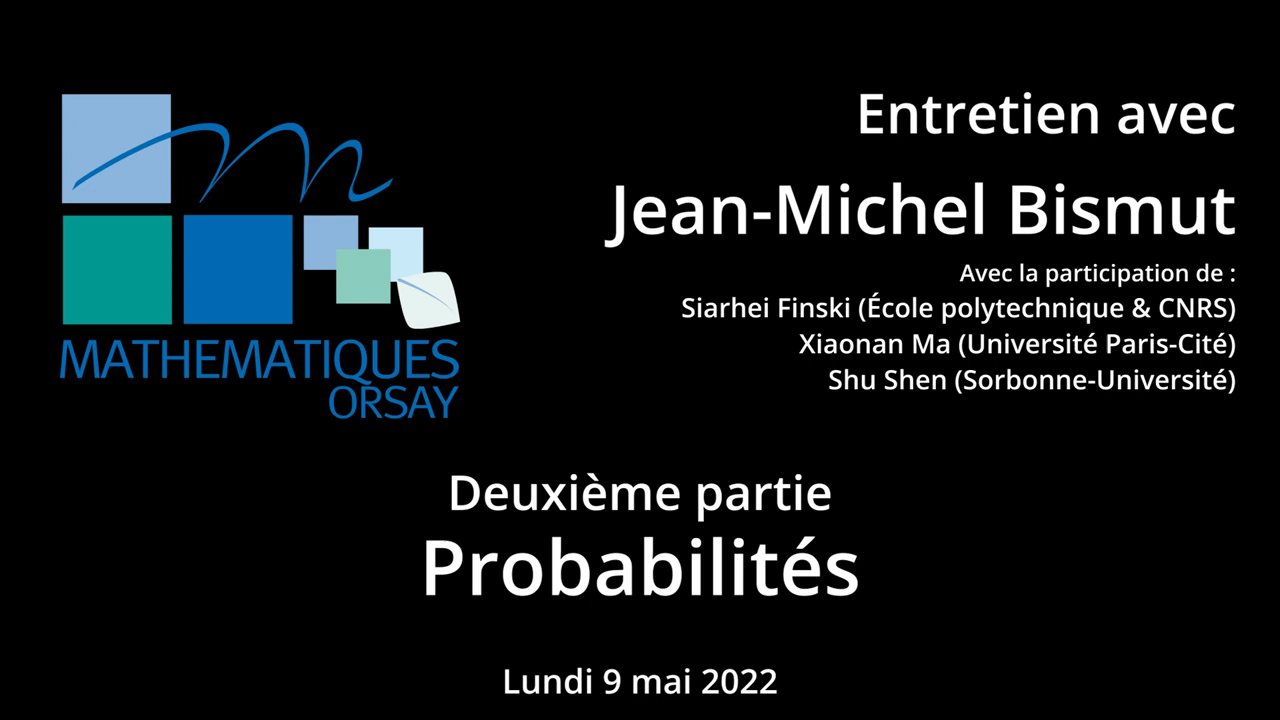 Entretien avec
Jean-Michel Bismut
Avec la participation de :
Siarhei Finski (École polytechnique & CNRS)
Xiaonan Ma (Université Paris-Cité)
Shu Shen (Sorbonne-Université)
MATHEMATIQUES
ORSAY
Deuxième partie
Probabilités
Lundi 9 mai 2022